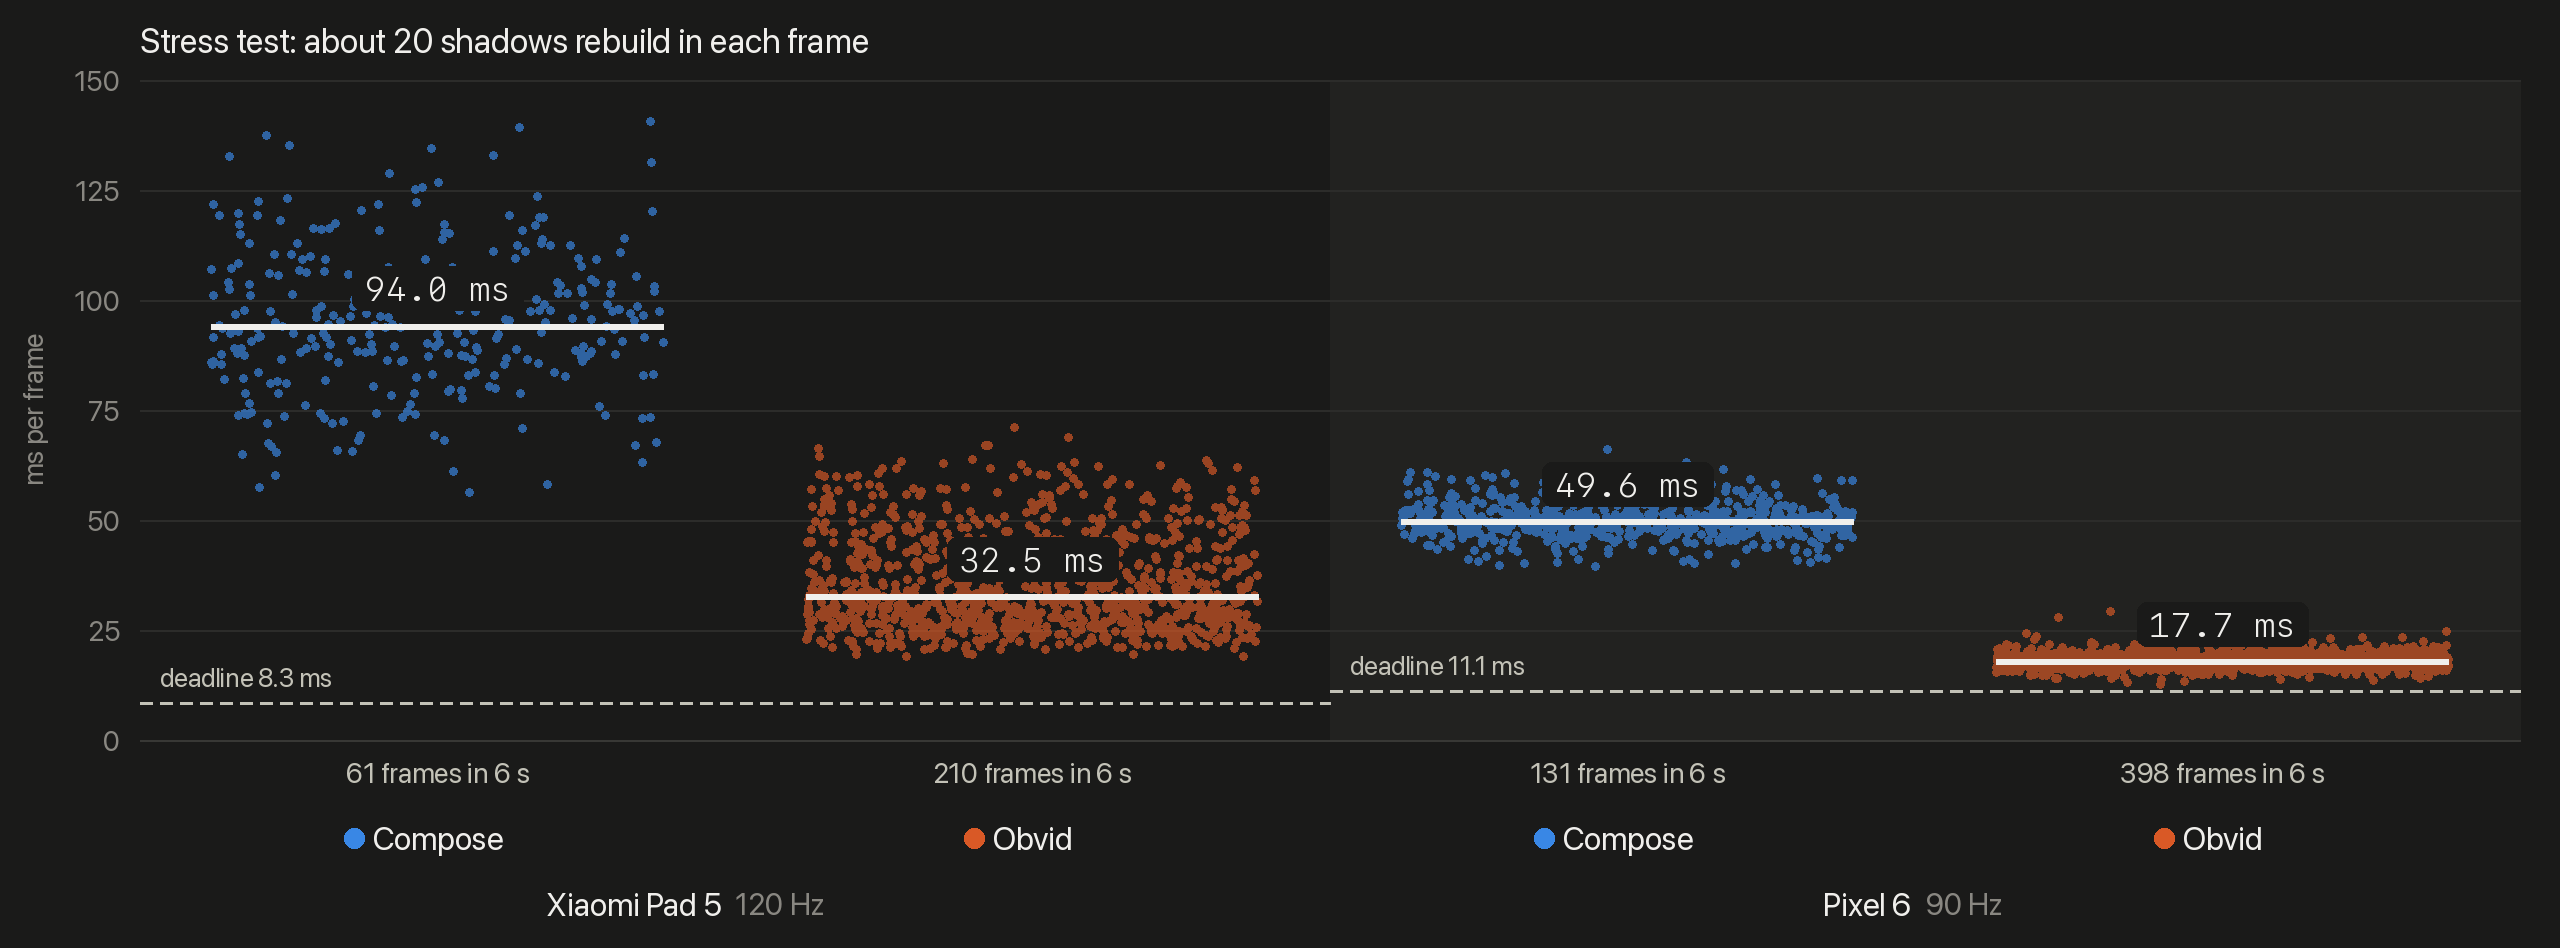 Stress test: about 20 shadows rebuild in each frame
150
125
100
75
50
25
0
ms per frame
94.0 ms
32.5 ms
49.6 ms
17.7 ms
deadline 8.3 ms
deadline 11.1 ms
61 frames in 6 s
210 frames in 6 s
131 frames in 6 s
398 frames in 6 s
Compose
Obvid
Compose
Obvid
Xiaomi Pad 5 120 Hz
Pixel 6 90 Hz